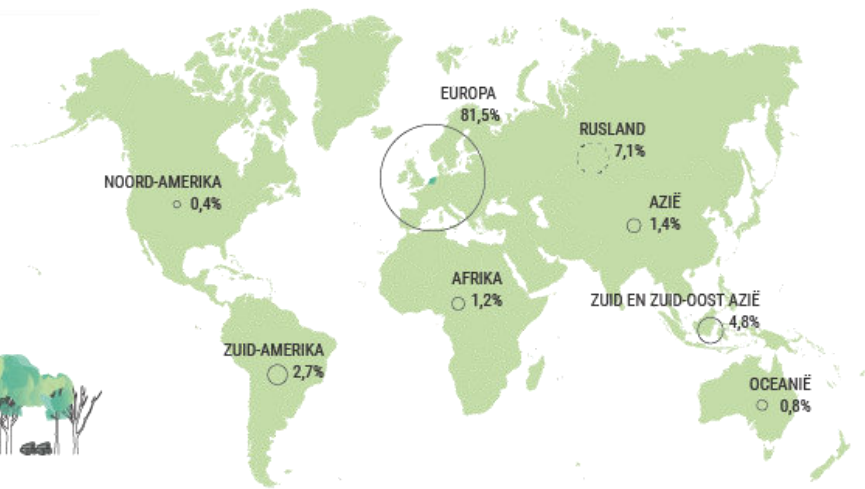 EUROPA
81,5%
RUSLAND
7,1%
NOORD-AMERIKA
0,4%
AZIË
1,4%
AFRIKA
1,2%
ZUID EN ZUID-OOST AZIË
4,8%
ZUID-AMERIKA
2,7%
OCEANIË
0,8%